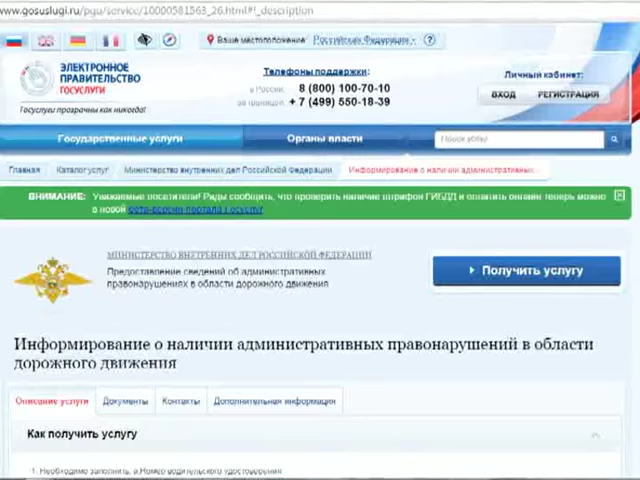 www.gosuslugi.ru/pgu/service/10000581563_26.html#!_description
Ваше местоположение: Российская Федерация
ЭЛЕКТРОННОЕ
ПРАВИТЕЛЬСТВО
ГОСУСЛУГИ
Госуслуги прозрачны как никогда!
Телефоны поддержки:
в России: 8 (800) 100-70-10
за границей: + 7 (499) 550-18-39
Личный кабинет:
ВХОД РЕГИСТРАЦИЯ
Государственные услуги
Органы власти
Поиск услуг
Главная
Каталог услуг
Министерство внутренних дел Российской Федерации
Информирование о наличии административных
ВНИМАНИЕ: Уважаемые посетители! Рады сообщить, что проверить наличие штрафов ГИБДД и оплатить онлайн теперь можно
в новой бета-версии портала Госуслуг
МИНИСТЕРСТВО ВНУТРЕННИХ ДЕЛ РОССИЙСКОЙ ФЕДЕРАЦИИ
Предоставление сведений об административных
правонарушениях в области дорожного движения
Получить услугу
Информирование о наличии административных правонарушений в области
дорожного движения
Описание услуги
Документы
Контакты
Дополнительная информация
Как получить услугу
1. Необходимо заполнить, а.Номер водительского удостоверения